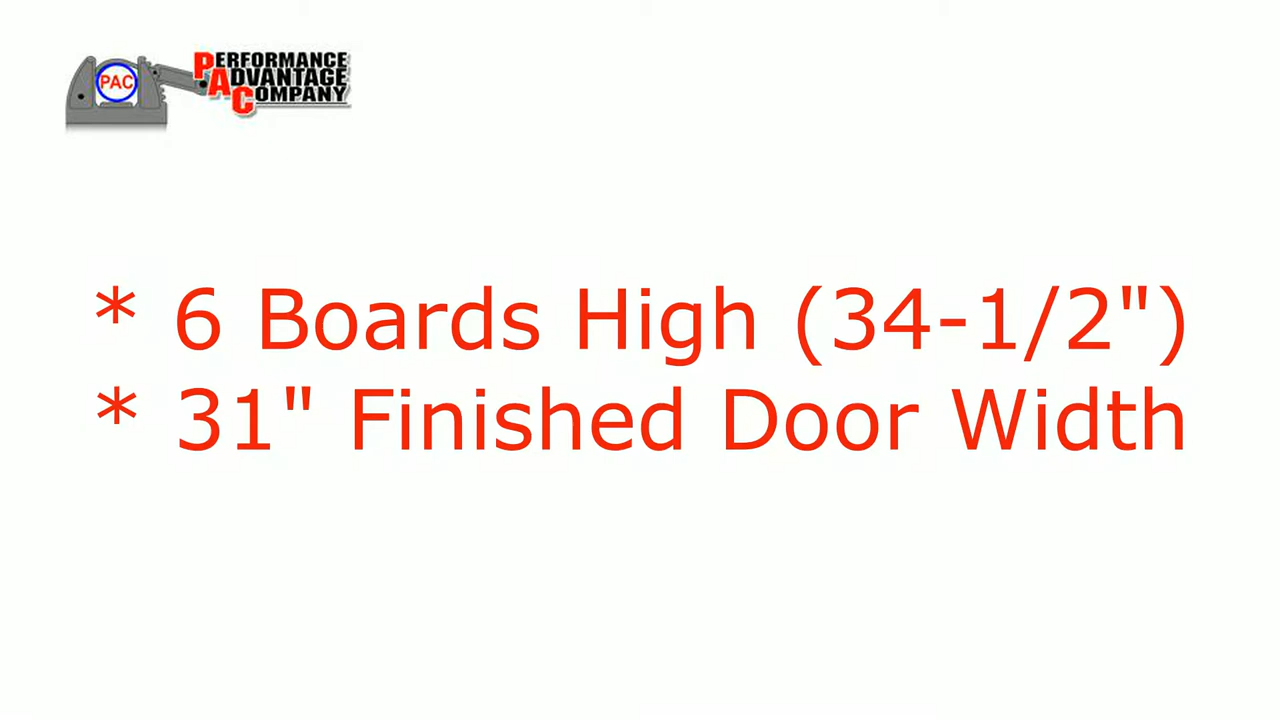 PAC
PERFORMANCE
ADVANTAGE
COMPANY
* 6 Boards High (34-1/2")
* 31" Finished Door Width